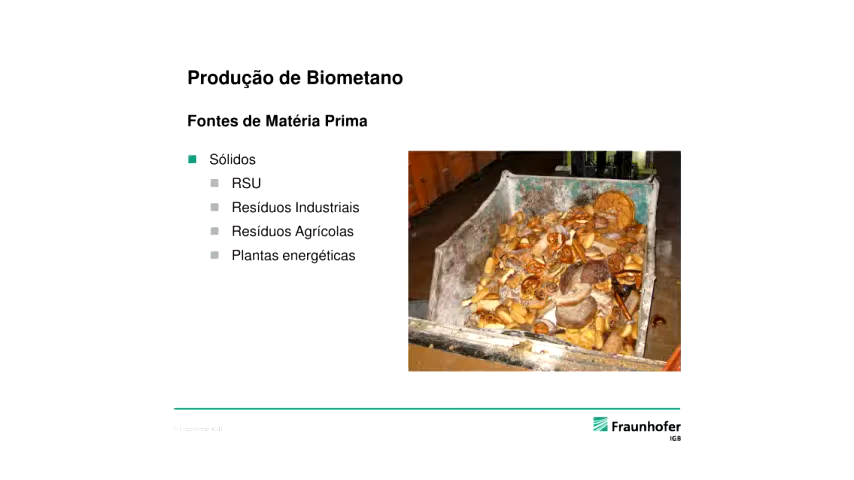 Produção de Biometano
Fontes de Matéria Prima
Sólidos
RSU
Resíduos Industriais
Resíduos Agrícolas
Plantas energéticas
Fraunhofer
IGB